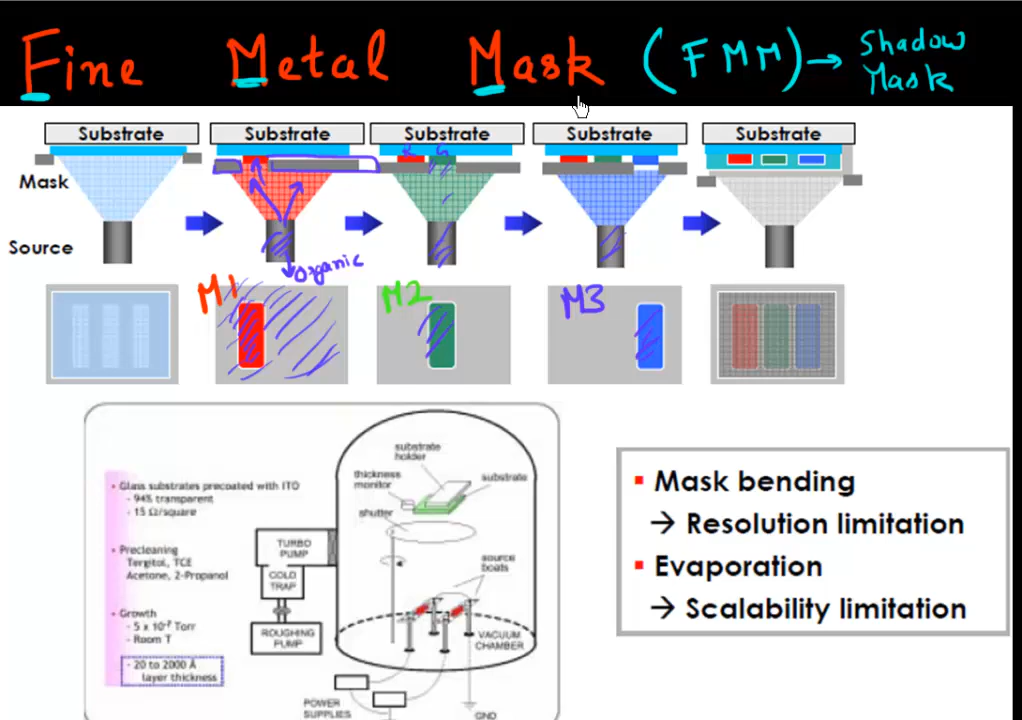 Fine Metal Mask (FMM) → Shadow Mask
Substrate Substrate Substrate Substrate Substrate
Mask
R G
Source
Organic
M1 M2 M3
• Glass substrates precoated with ITO
- 94% transparent
- 15 Ω/square
• Precleaning
Tergitol, TCE
Acetone, 2-Propanol
• Growth
- 5 x 10⁻⁷ Torr
- Room T
- 20 to 2000 Å
layer thickness
substrate
holder
thickness
monitor
substrate
shutter
TURBO
PUMP
COLD
TRAP
source
boats
ROUGHING
PUMP
VACUUM
CHAMBER
POWER
SUPPLIES
GND
▪ Mask bending
→ Resolution limitation
▪ Evaporation
→ Scalability limitation